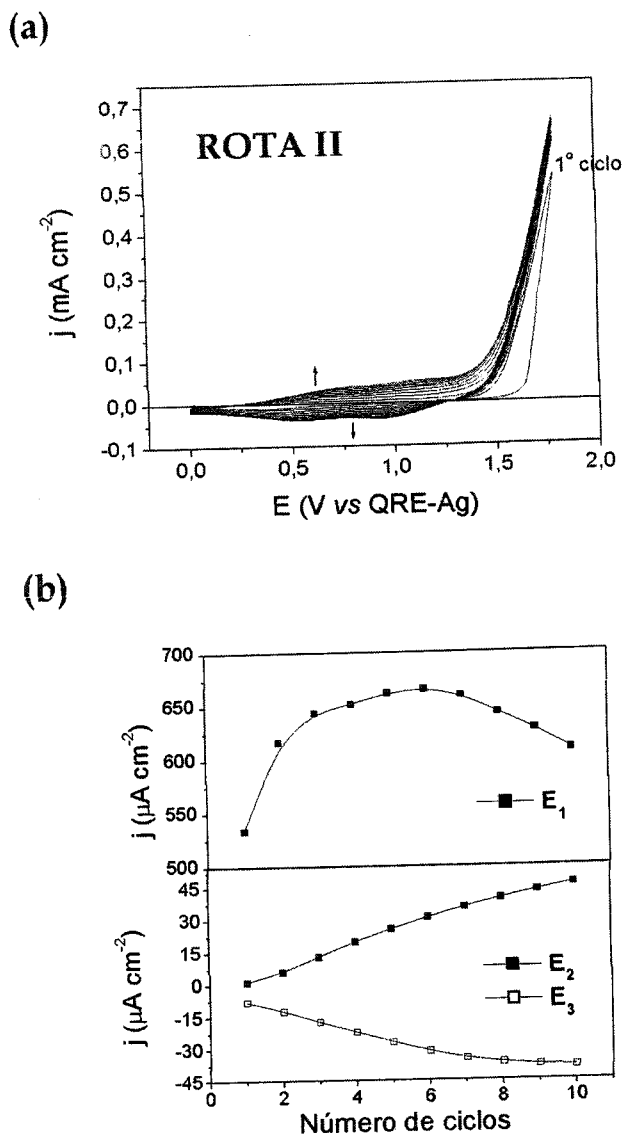 (a)
0,7
0,6
0,5
0,4
0,3
0,2
0,1
0,0
-0,1
j (mA cm-2)
ROTA II
1° ciclo
0,0 0,5 1,0 1,5 2,0
E (V vs QRE-Ag)
(b)
700
650
600
550
500
j (µA cm-2)
E1
45
30
15
0
-15
-30
-45
j (µA cm-2)
E2
E3
0 2 4 6 8 10
Número de ciclos